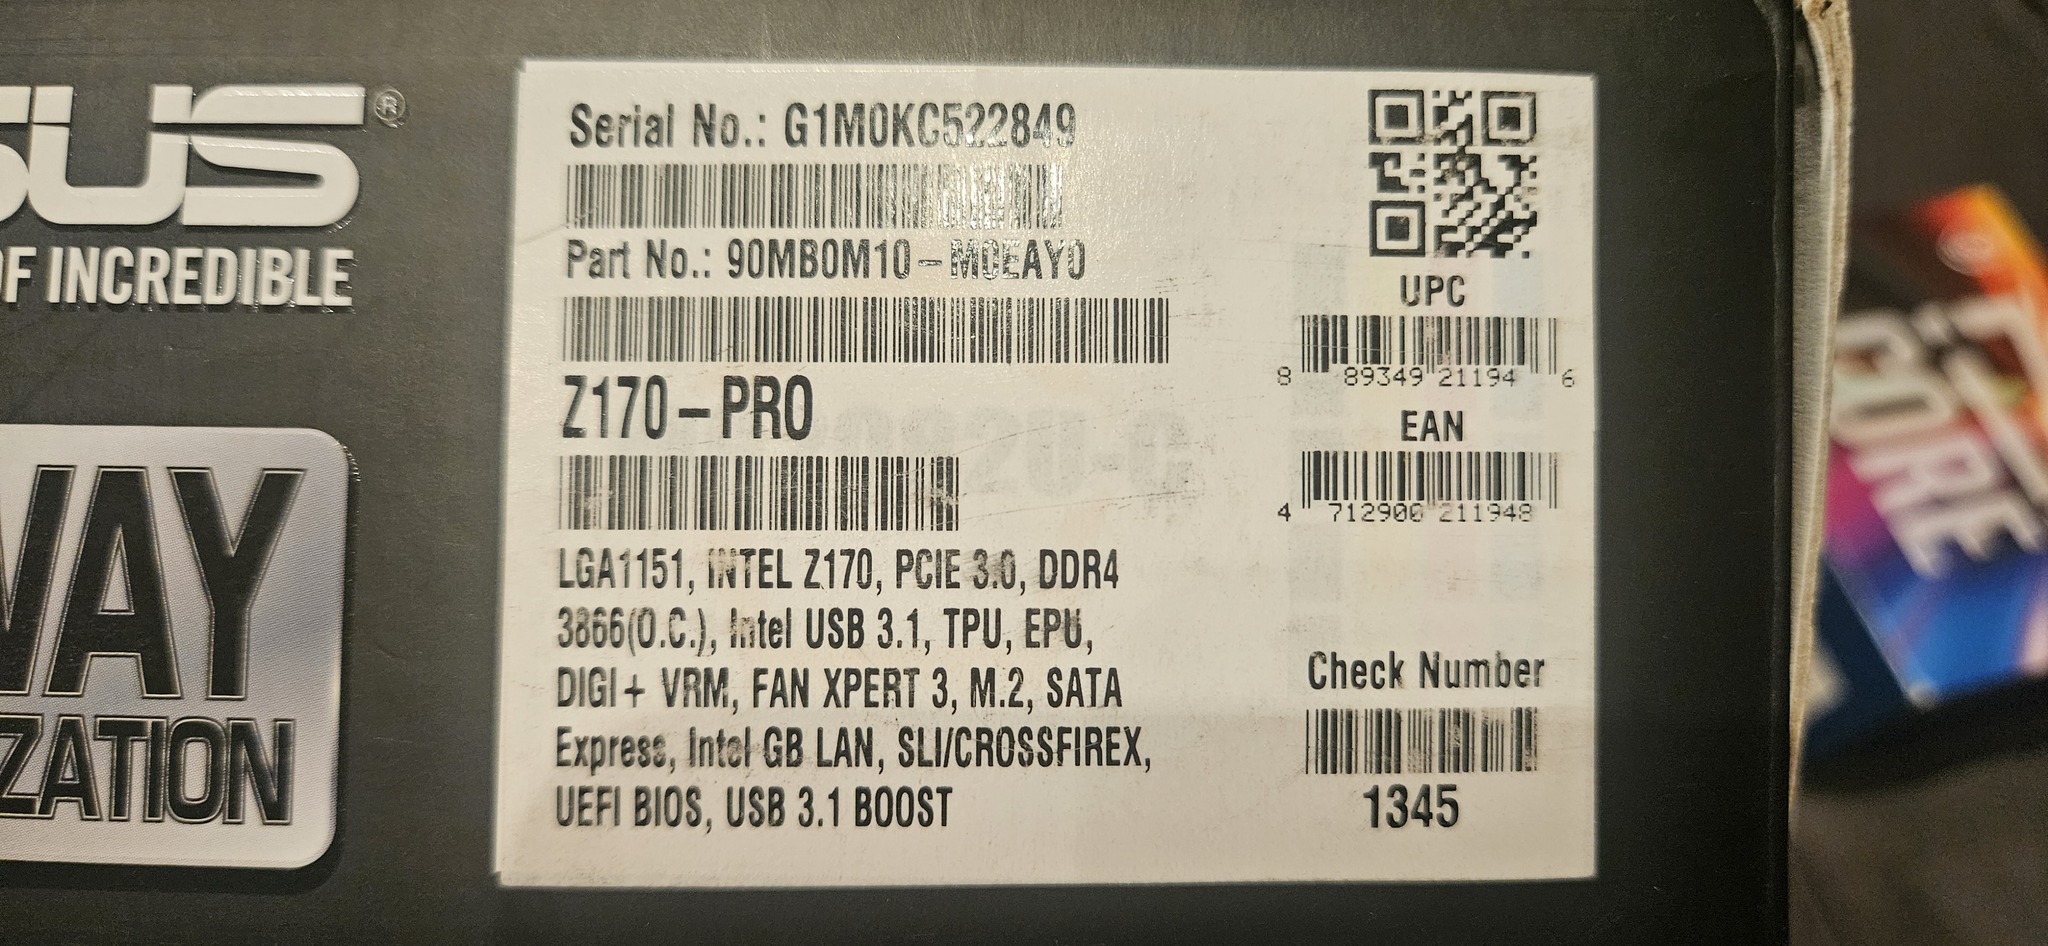 SUS®
OF INCREDIBLE
WAY
ZATION
Serial No.: G1M0KC522849
Part No.: 90MB0M10-M0EAY0
Z170-PRO
LGA1151, INTEL Z170, PCIE 3.0, DDR4
3866(O.C.), Intel USB 3.1, TPU, EPU,
DIGI+ VRM, FAN XPERT 3, M.2, SATA
Express, Intel GB LAN, SLI/CROSSFIREX,
UEFI BIOS, USB 3.1 BOOST
UPC
8 89349 21194 6
EAN
4 712900 211948
Check Number
1345
CORE